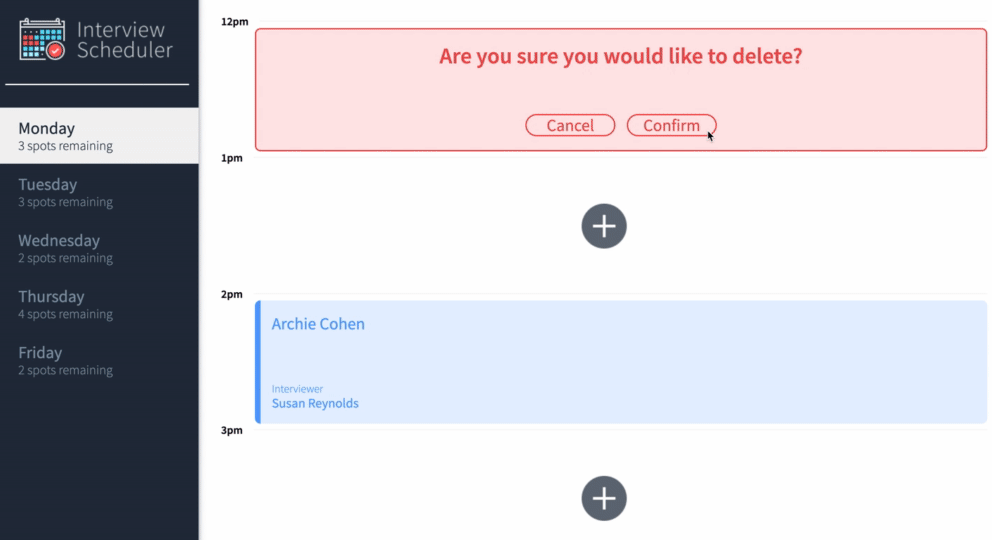 Interview
Scheduler
Monday
3 spots remaining
Tuesday
3 spots remaining
Wednesday
2 spots remaining
Thursday
4 spots remaining
Friday
2 spots remaining
12pm
Are you sure you would like to delete?
Cancel Confirm
1pm
2pm
Archie Cohen
Interviewer
Susan Reynolds
3pm